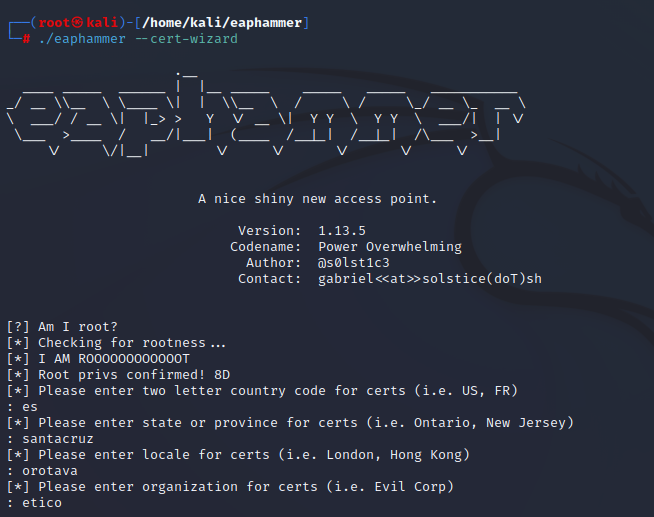 ┌──(root㉿kali)-[/home/kali/eaphammer]
└─# ./eaphammer --cert-wizard
A nice shiny new access point.
Version: 1.13.5
Codename: Power Overwhelming
Author: @s0lst1c3
Contact: gabriel<<at>>solstice(doT)sh
[?] Am I root?
[*] Checking for rootness...
[*] I AM ROOOOOOOOOOOOT
[*] Root privs confirmed! 8D
[*] Please enter two letter country code for certs (i.e. US, FR)
: es
[*] Please enter state or province for certs (i.e. Ontario, New Jersey)
: santacruz
[*] Please enter locale for certs (i.e. London, Hong Kong)
: orotava
[*] Please enter organization for certs (i.e. Evil Corp)
: etico